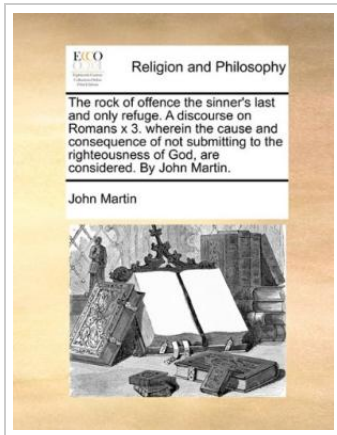 ECCO
Religion and Philosophy
The rock of offence the sinner's last
and only refuge. A discourse on
Romans x 3. wherein the cause and
consequence of not submitting to the
righteousness of God, are
considered. By John Martin.
John Martin